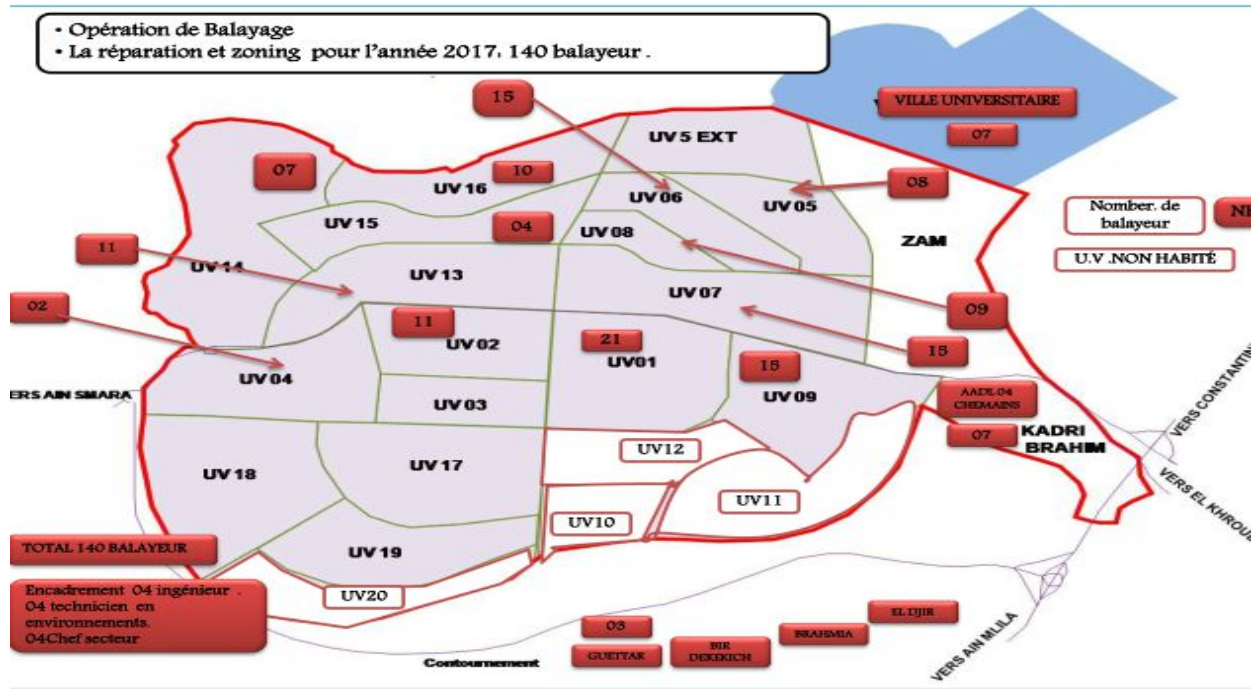 • Opération de Balayage
• La réparation et zoning pour l'année 2017: 140 balayeur .
15
VILLE UNIVERSITAIRE
07
UV 5 EXT
07
10
UV 16
08
UV 06
UV 05
Nomber. de
balayeur
UV 15
04
UV 08
ZAM
11
U.V .NON HABITÉ
UV 14
UV 13
UV 07
02
09
11
21
15
UV 02
UV01
15
UV 04
UV 09
AADL 04
CHEMAINS
ERS AIN SMARA
UV 03
07
KADRI
BRAHIM
VERS CONSTANTIN
UV12
UV 18
UV 17
UV11
VERS EL KHROUB
UV10
TOTAL 140 BALAYEUR
UV 19
Encadrement 04 ingénieur .
04 technicien en
environnements.
04Chef secteur
UV20
EL DJIR
03
BRAHMIA
GUETTAR
BIR
DEKEKICH
VERS AIN MLILA
Contournement